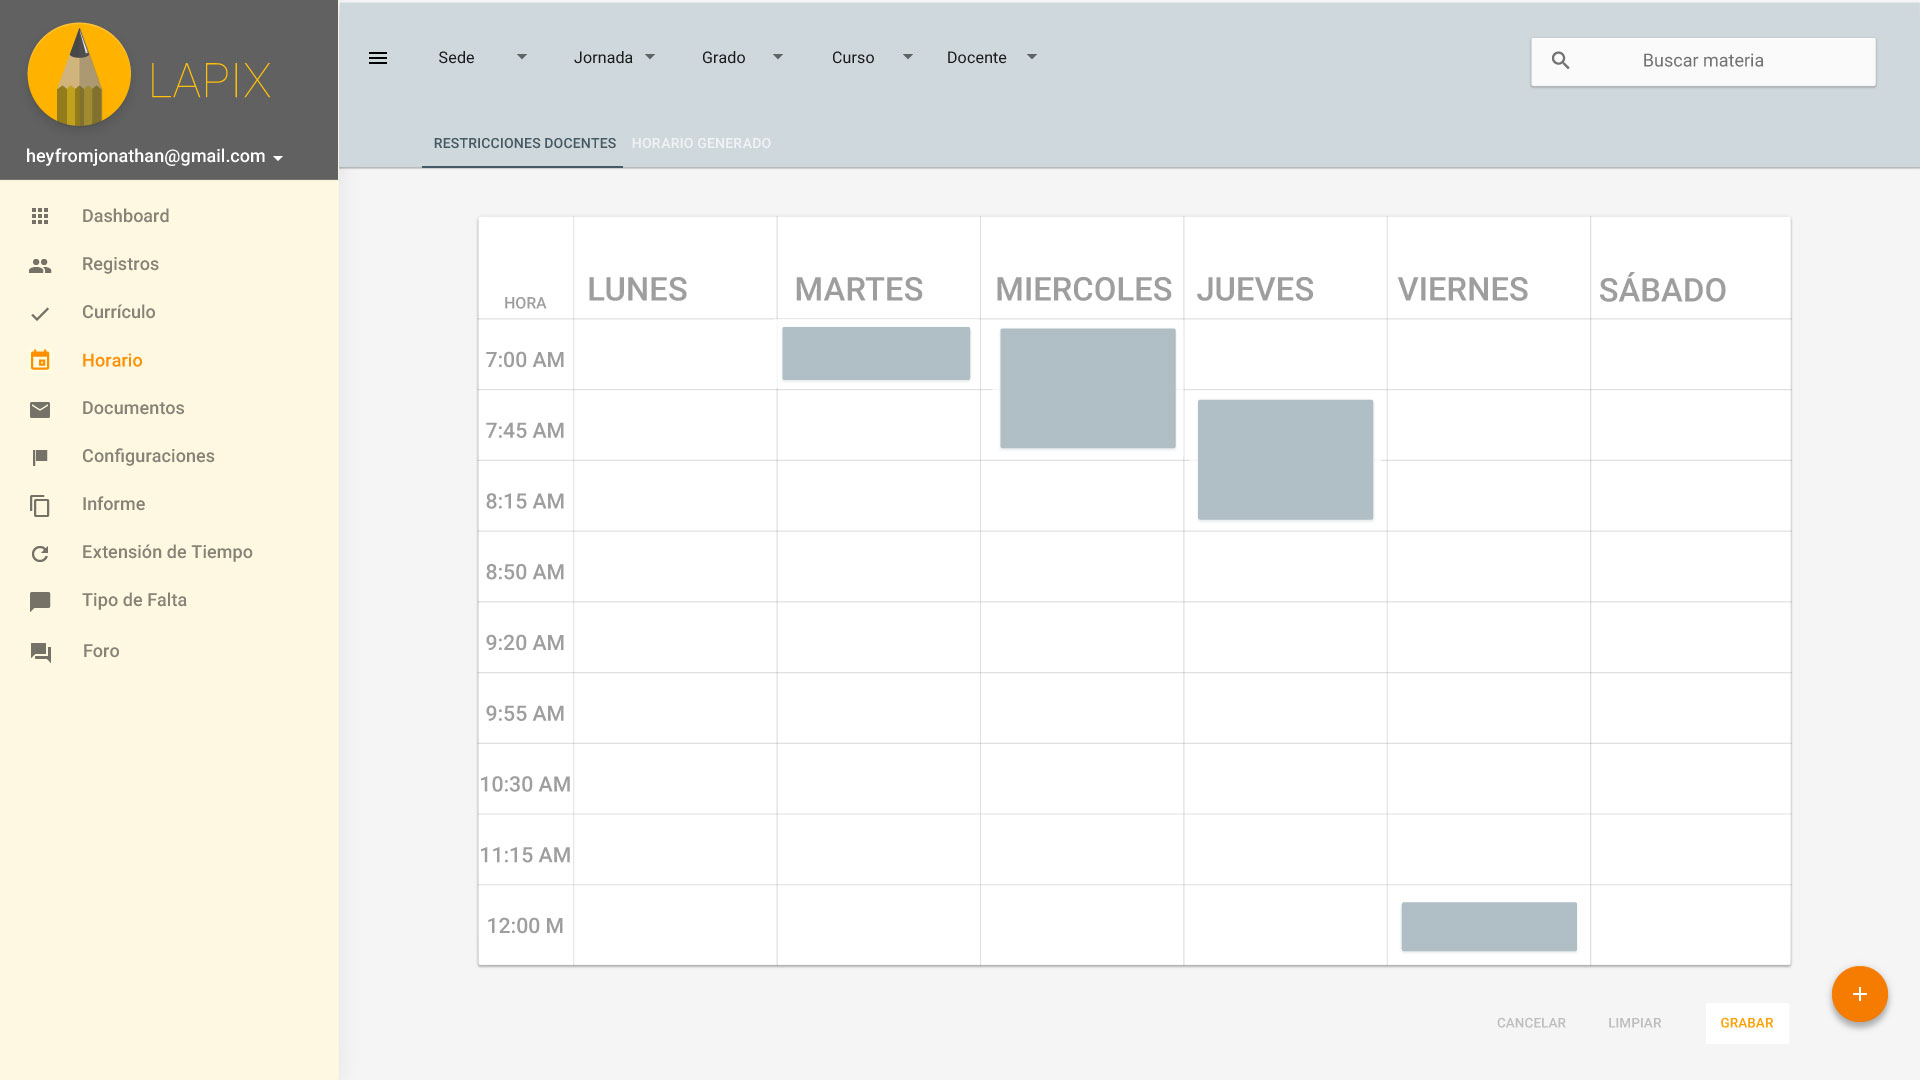 LAPIX
heyfromjonathan@gmail.com
Dashboard
Registros
Currículo
Horario
Documentos
Configuraciones
Informe
Extensión de Tiempo
Tipo de Falta
Foro
Sede Jornada Grado Curso Docente
Buscar materia
RESTRICCIONES DOCENTES HORARIO GENERADO
HORA LUNES MARTES MIERCOLES JUEVES VIERNES SÁBADO
7:00 AM
7:45 AM
8:15 AM
8:50 AM
9:20 AM
9:55 AM
10:30 AM
11:15 AM
12:00 M
CANCELAR LIMPIAR GRABAR